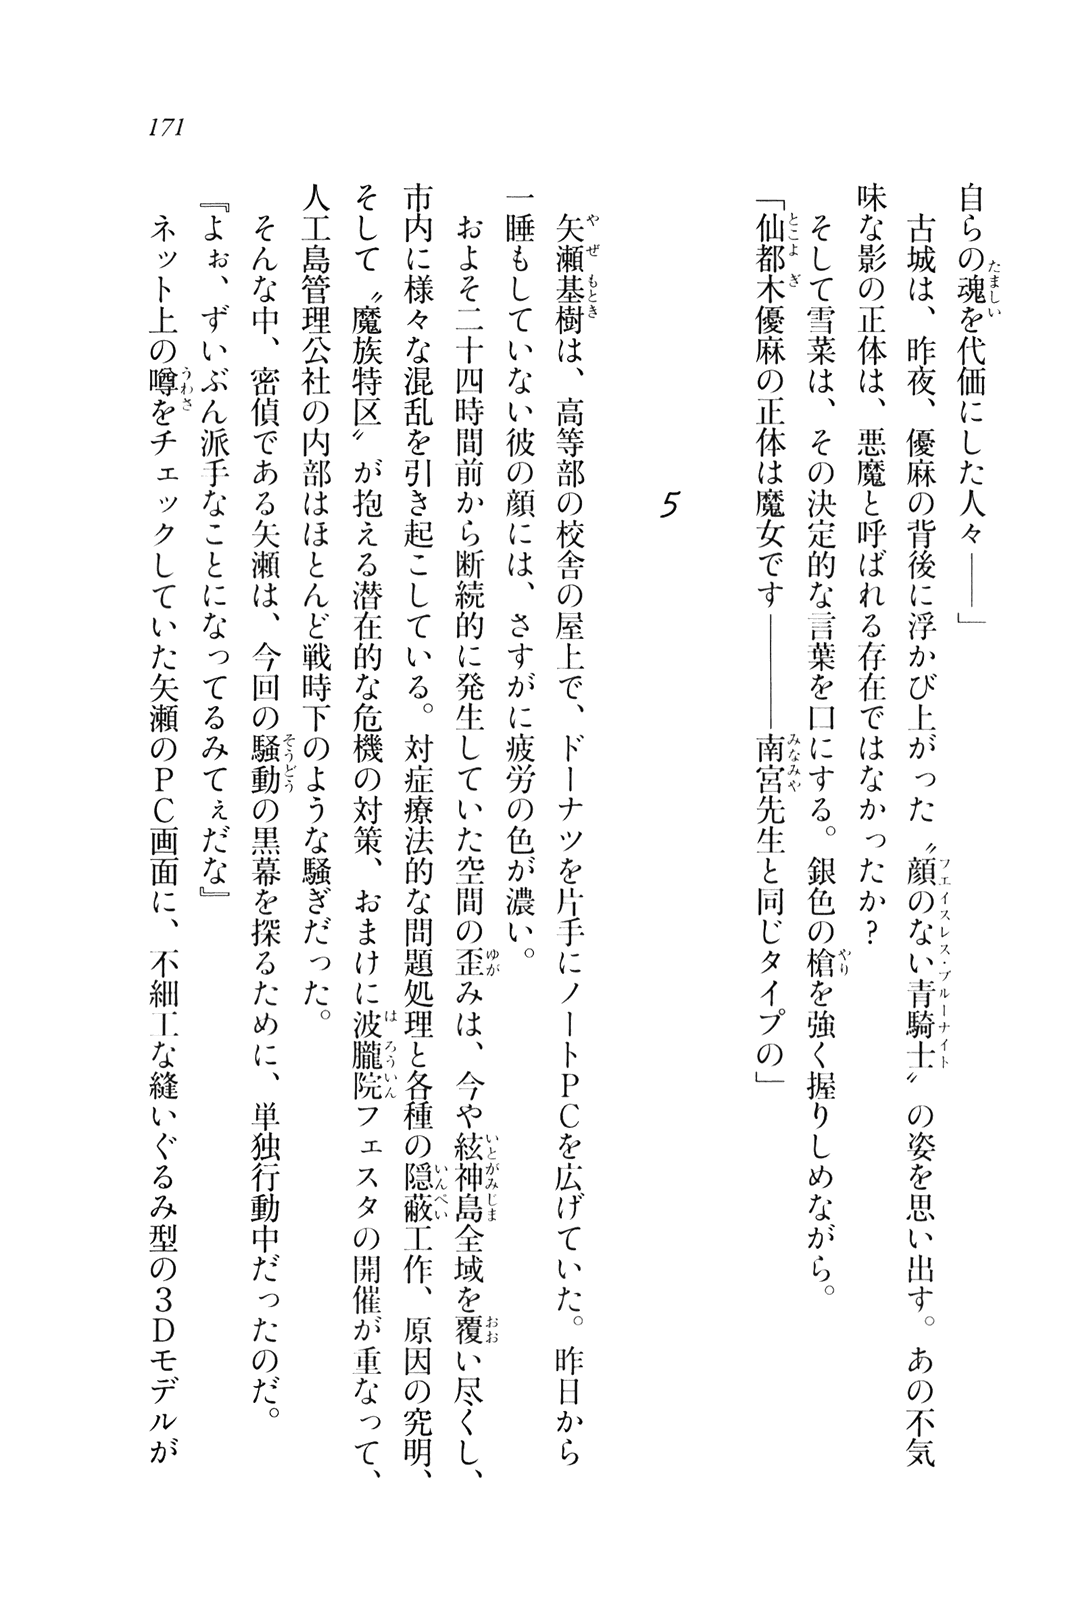 171
自らの魂を代価にした人々――」
　古城は、昨夜、優麻の背後に浮かび上がった〝顔のない青騎士〟の姿を思い出す。あの不気
味な影の正体は、悪魔と呼ばれる存在ではなかったか？
　そして雪菜は、その決定的な言葉を口にする。銀色の槍を強く握りしめながら。
「仙都木優麻の正体は魔女です――――南宮先生と同じタイプの」
5
　矢瀬基樹は、高等部の校舎の屋上で、ドーナツを片手にノートＰＣを広げていた。昨日から
一睡もしていない彼の顔には、さすがに疲労の色が濃い。
　およそ二十四時間前から断続的に発生していた空間の歪みは、今や絃神島全域を覆い尽くし、
市内に様々な混乱を引き起こしている。対症療法的な問題処理と各種の隠蔽工作、原因の究明、
そして〝魔族特区〟が抱える潜在的な危機の対策、おまけに波朧院フェスタの開催が重なって、
人工島管理公社の内部はほとんど戦時下のような騒ぎだった。
　そんな中、密偵である矢瀬は、今回の騒動の黒幕を探るために、単独行動中だったのだ。
『よぉ、ずいぶん派手なことになってるみてぇだな』
　ネット上の噂をチェックしていた矢瀬のＰＣ画面に、不細工な縫いぐるみ型の３Ｄモデルが